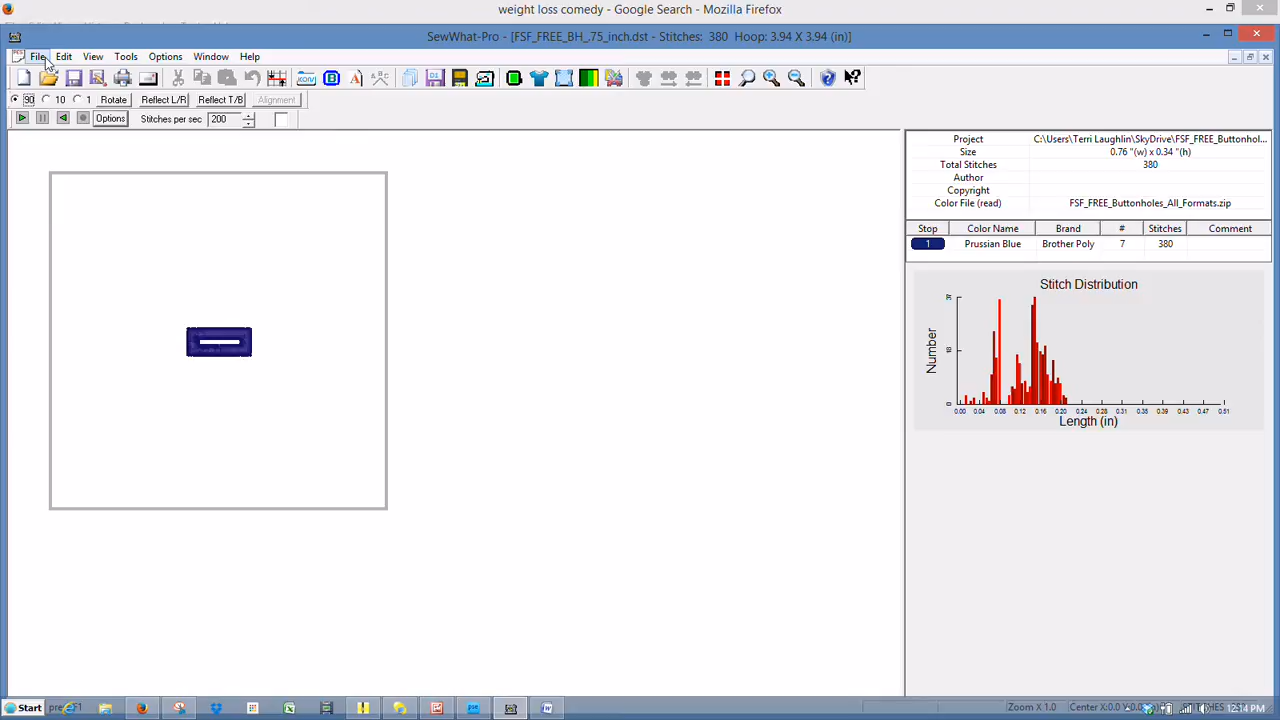 weight loss comedy - Google Search - Mozilla Firefox
SewWhat-Pro - [FSF_FREE_BH_.75_inch.dst - Stitches: 380 Hoop: 3.94 X 3.94 (in)]
File Edit View Tools Options Window Help
90 10 1 Rotate Reflect L/R Reflect T/B Alignment
Options Stitches per sec 200
Project C:\Users\Terri Laughlin\SkyDrive\FSF_FREE_Buttonhol...
Size 0.76 "(w) x 0.34 "(h)
Total Stitches 380
Author
Copyright
Color File (read) FSF_FREE_Buttonholes_All_Formats.zip
Stop Color Name Brand # Stitches Comment
1 Prussian Blue Brother Poly 7 380
Stitch Distribution
Number
0.00 0.04 0.08 0.12 0.16 0.20 0.24 0.28 0.31 0.35 0.39 0.43 0.47 0.51
Length (in)
Start
Zoom X 1.0 Center X:0.0